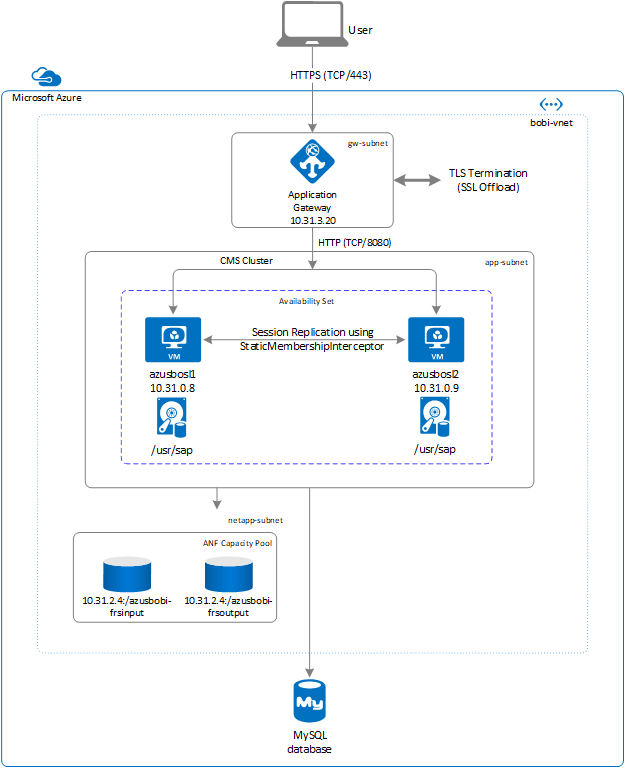 User
HTTPS (TCP/443)
Microsoft Azure
bobi-vnet
gw-subnet
Application
Gateway
10.31.3.20
TLS Termination
(SSL Offload)
HTTP (TCP/8080)
CMS Cluster
app-subnet
Availability Set
VM
VM
Session Replication using
StaticMembershipInterceptor
azusbosl1
10.31.0.8
azusbosl2
10.31.0.9
/usr/sap
/usr/sap
netapp-subnet
ANF Capacity Pool
10.31.2.4:/azusbobi-
frsinput
10.31.2.4:/azusbobi-
frsoutput
My
MySQL
database